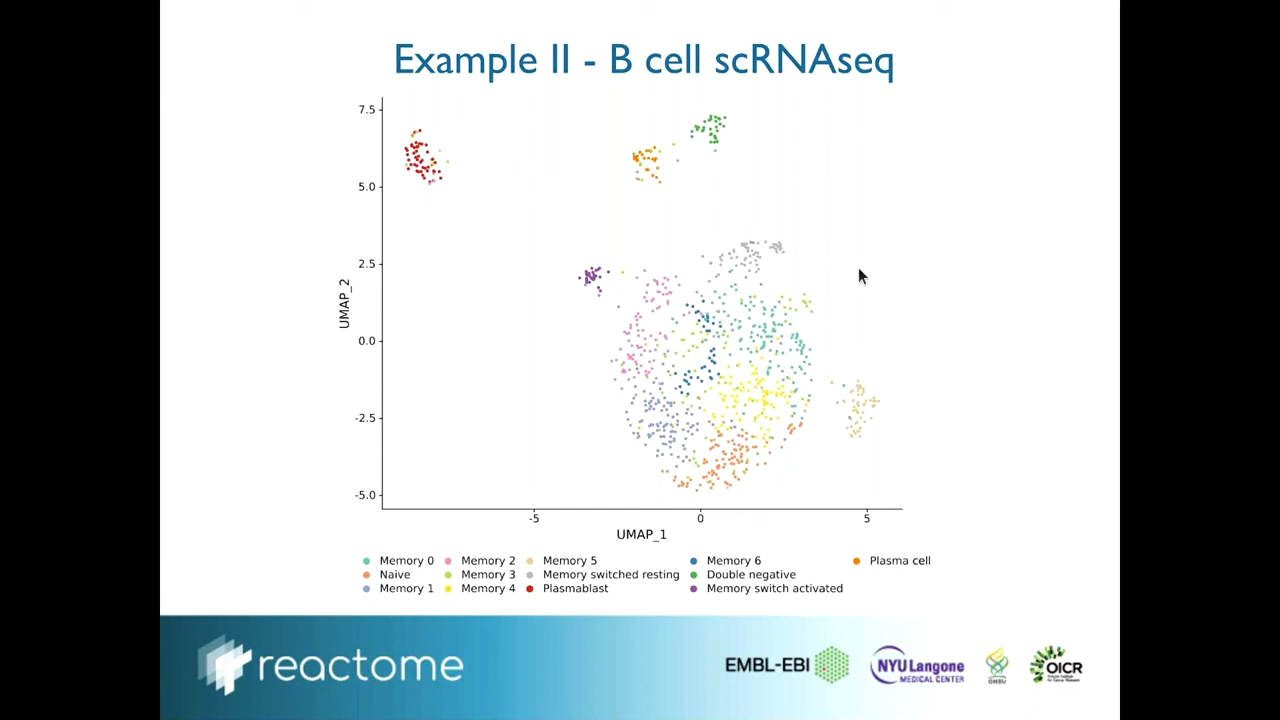 Example II - B cell scRNAseq
7.5
5.0
2.5
0.0
-2.5
-5.0
UMAP_2
-5 0 5
UMAP_1
Memory 0 Memory 2 Memory 5 Memory 6 Plasma cell
Naive Memory 3 Memory switched resting Double negative
Memory 1 Memory 4 Plasmablast Memory switch activated
reactome
EMBL-EBI
NYU Langone
MEDICAL CENTER
OHSU
OICR